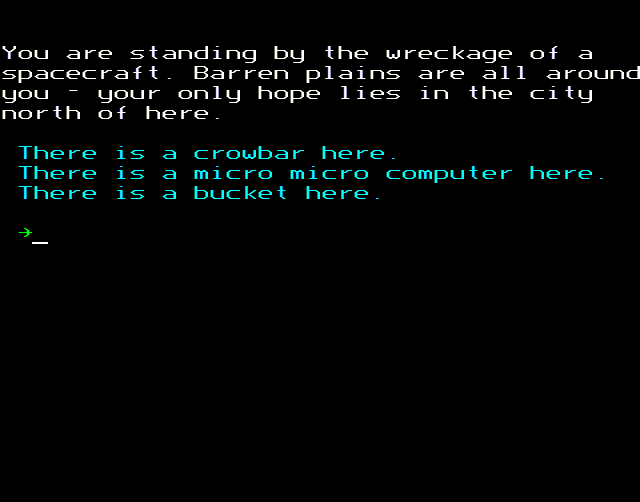 You are standing by the wreckage of a
spacecraft. Barren plains are all around
you - your only hope lies in the city
north of here.
There is a crowbar here.
There is a micro micro computer here.
There is a bucket here.
→_